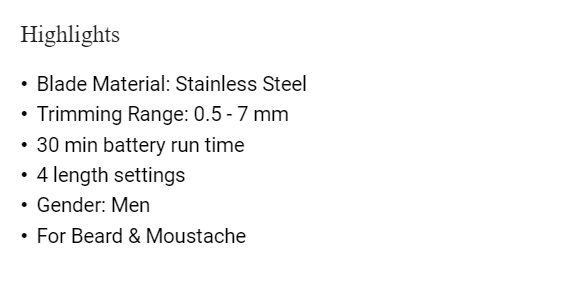 Highlights
• Blade Material: Stainless Steel
• Trimming Range: 0.5 - 7 mm
• 30 min battery run time
• 4 length settings
• Gender: Men
• For Beard & Moustache